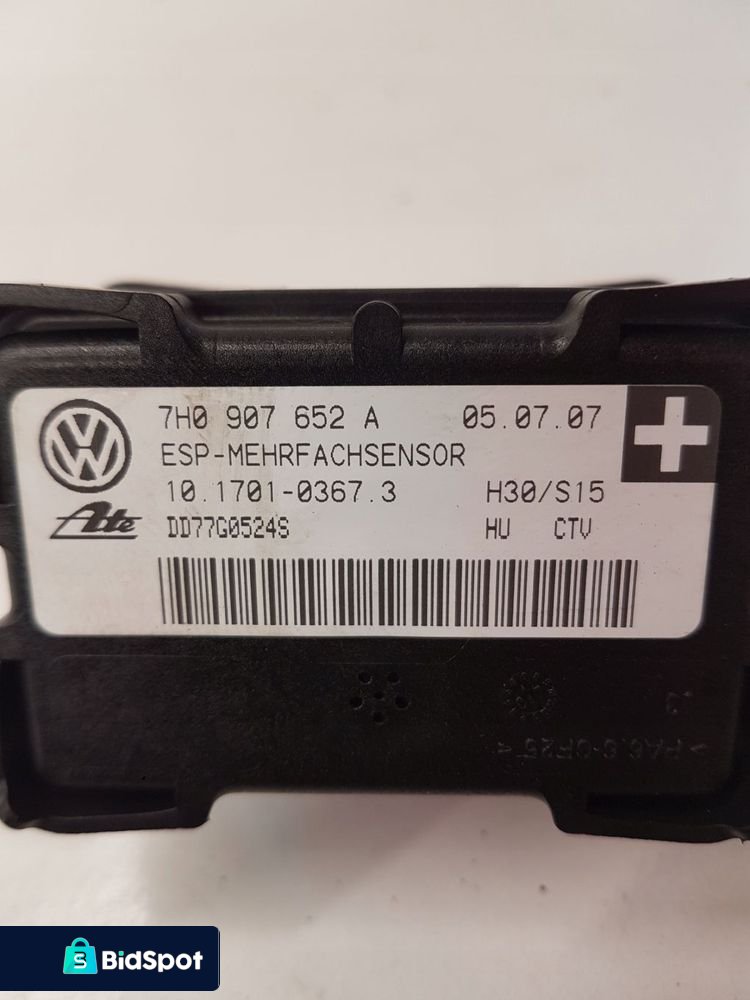 7H0 907 652 A 05.07.07
ESP-MEHRFACHSENSOR
10.1701-0367.3 H30/S15
Ate DD77G0524S HU CTV
BidSpot